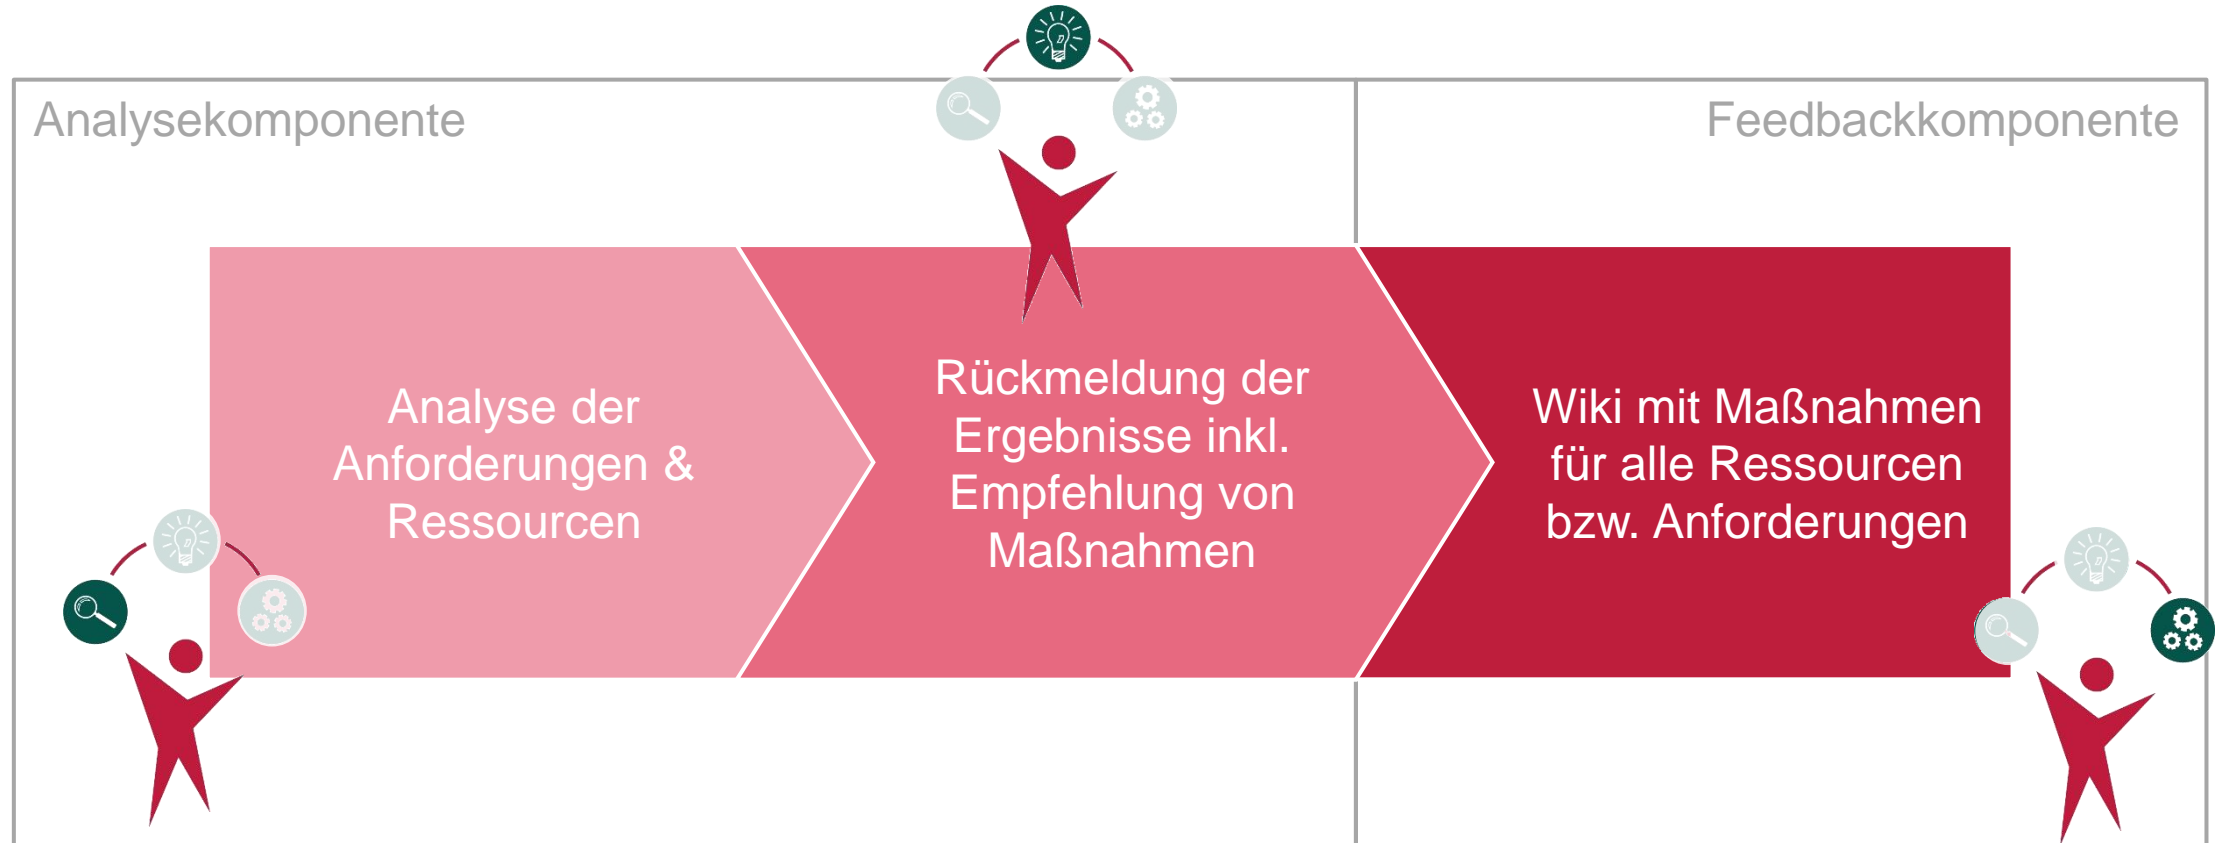 Analysekomponente
Feedbackkomponente
Analyse der
Anforderungen &
Ressourcen
Rückmeldung der
Ergebnisse inkl.
Empfehlung von
Maßnahmen
Wiki mit Maßnahmen
für alle Ressourcen
bzw. Anforderungen